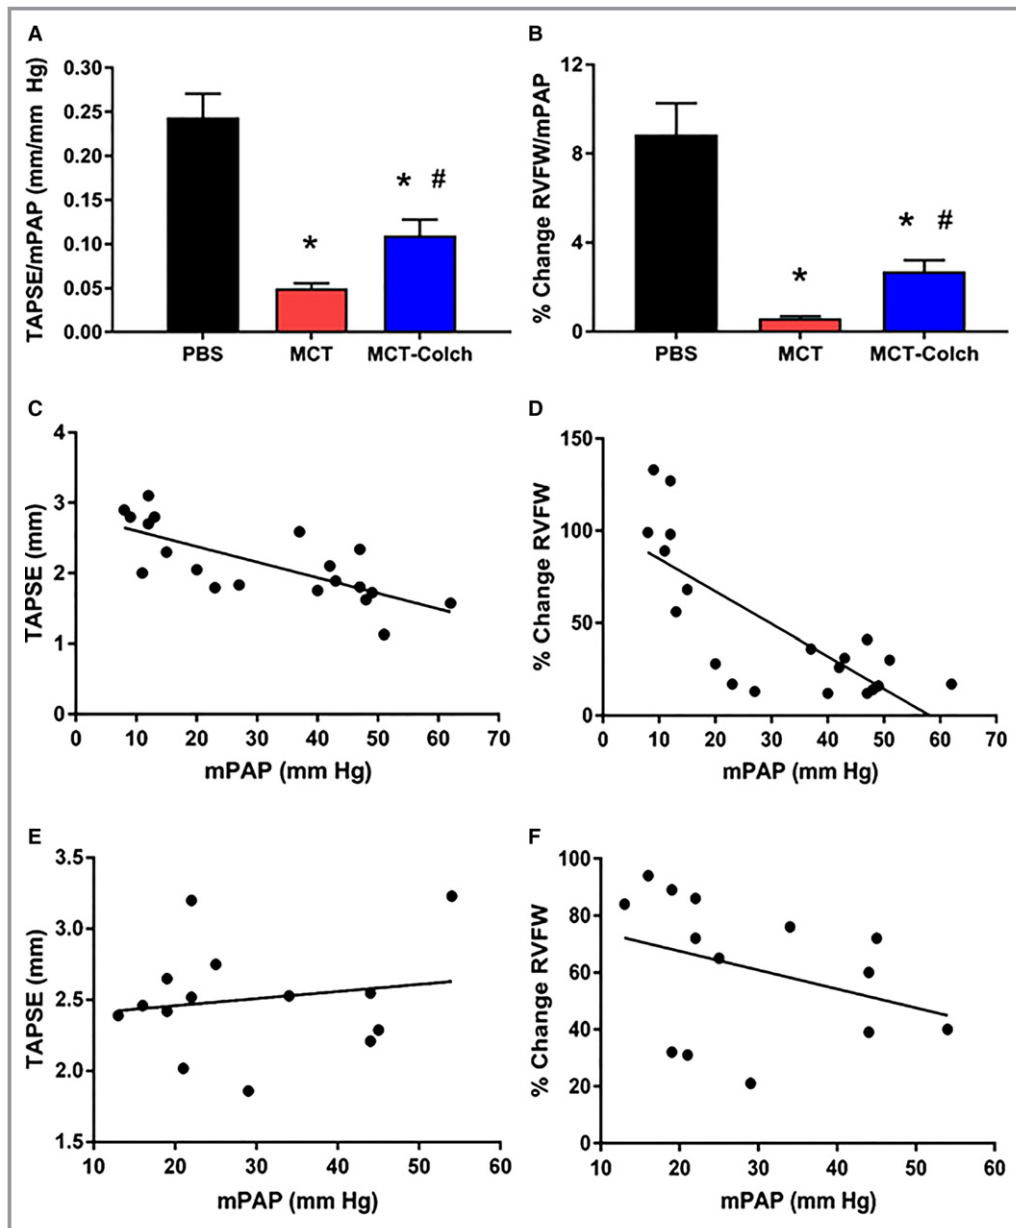 A
TAPSE/mPAP (mm/mm Hg)
0.30
0.25
0.20
0.15
0.10
0.05
0.00
*
* #
PBS MCT MCT-Colch
B
% Change RVFW/mPAP
12
8
4
0
*
* #
PBS MCT MCT-Colch
C
TAPSE (mm)
4
3
2
1
0
0 10 20 30 40 50 60 70
mPAP (mm Hg)
D
% Change RVFW
150
100
50
0
0 10 20 30 40 50 60 70
mPAP (mm Hg)
E
TAPSE (mm)
3.5
3.0
2.5
2.0
1.5
10 20 30 40 50 60
mPAP (mm Hg)
F
% Change RVFW
100
80
60
40
20
0
10 20 30 40 50 60
mPAP (mm Hg)